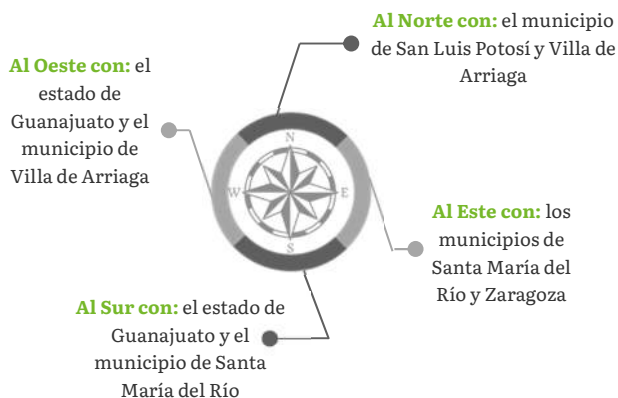 Al Norte con: el municipio
de San Luis Potosí y Villa de
Arriaga
Al Oeste con: el
estado de
Guanajuato y el
municipio de
Villa de Arriaga
N
W
E
S
Al Este con: los
municipios de
Santa María del
Río y Zaragoza
Al Sur con: el estado de
Guanajuato y el
municipio de Santa
María del Río